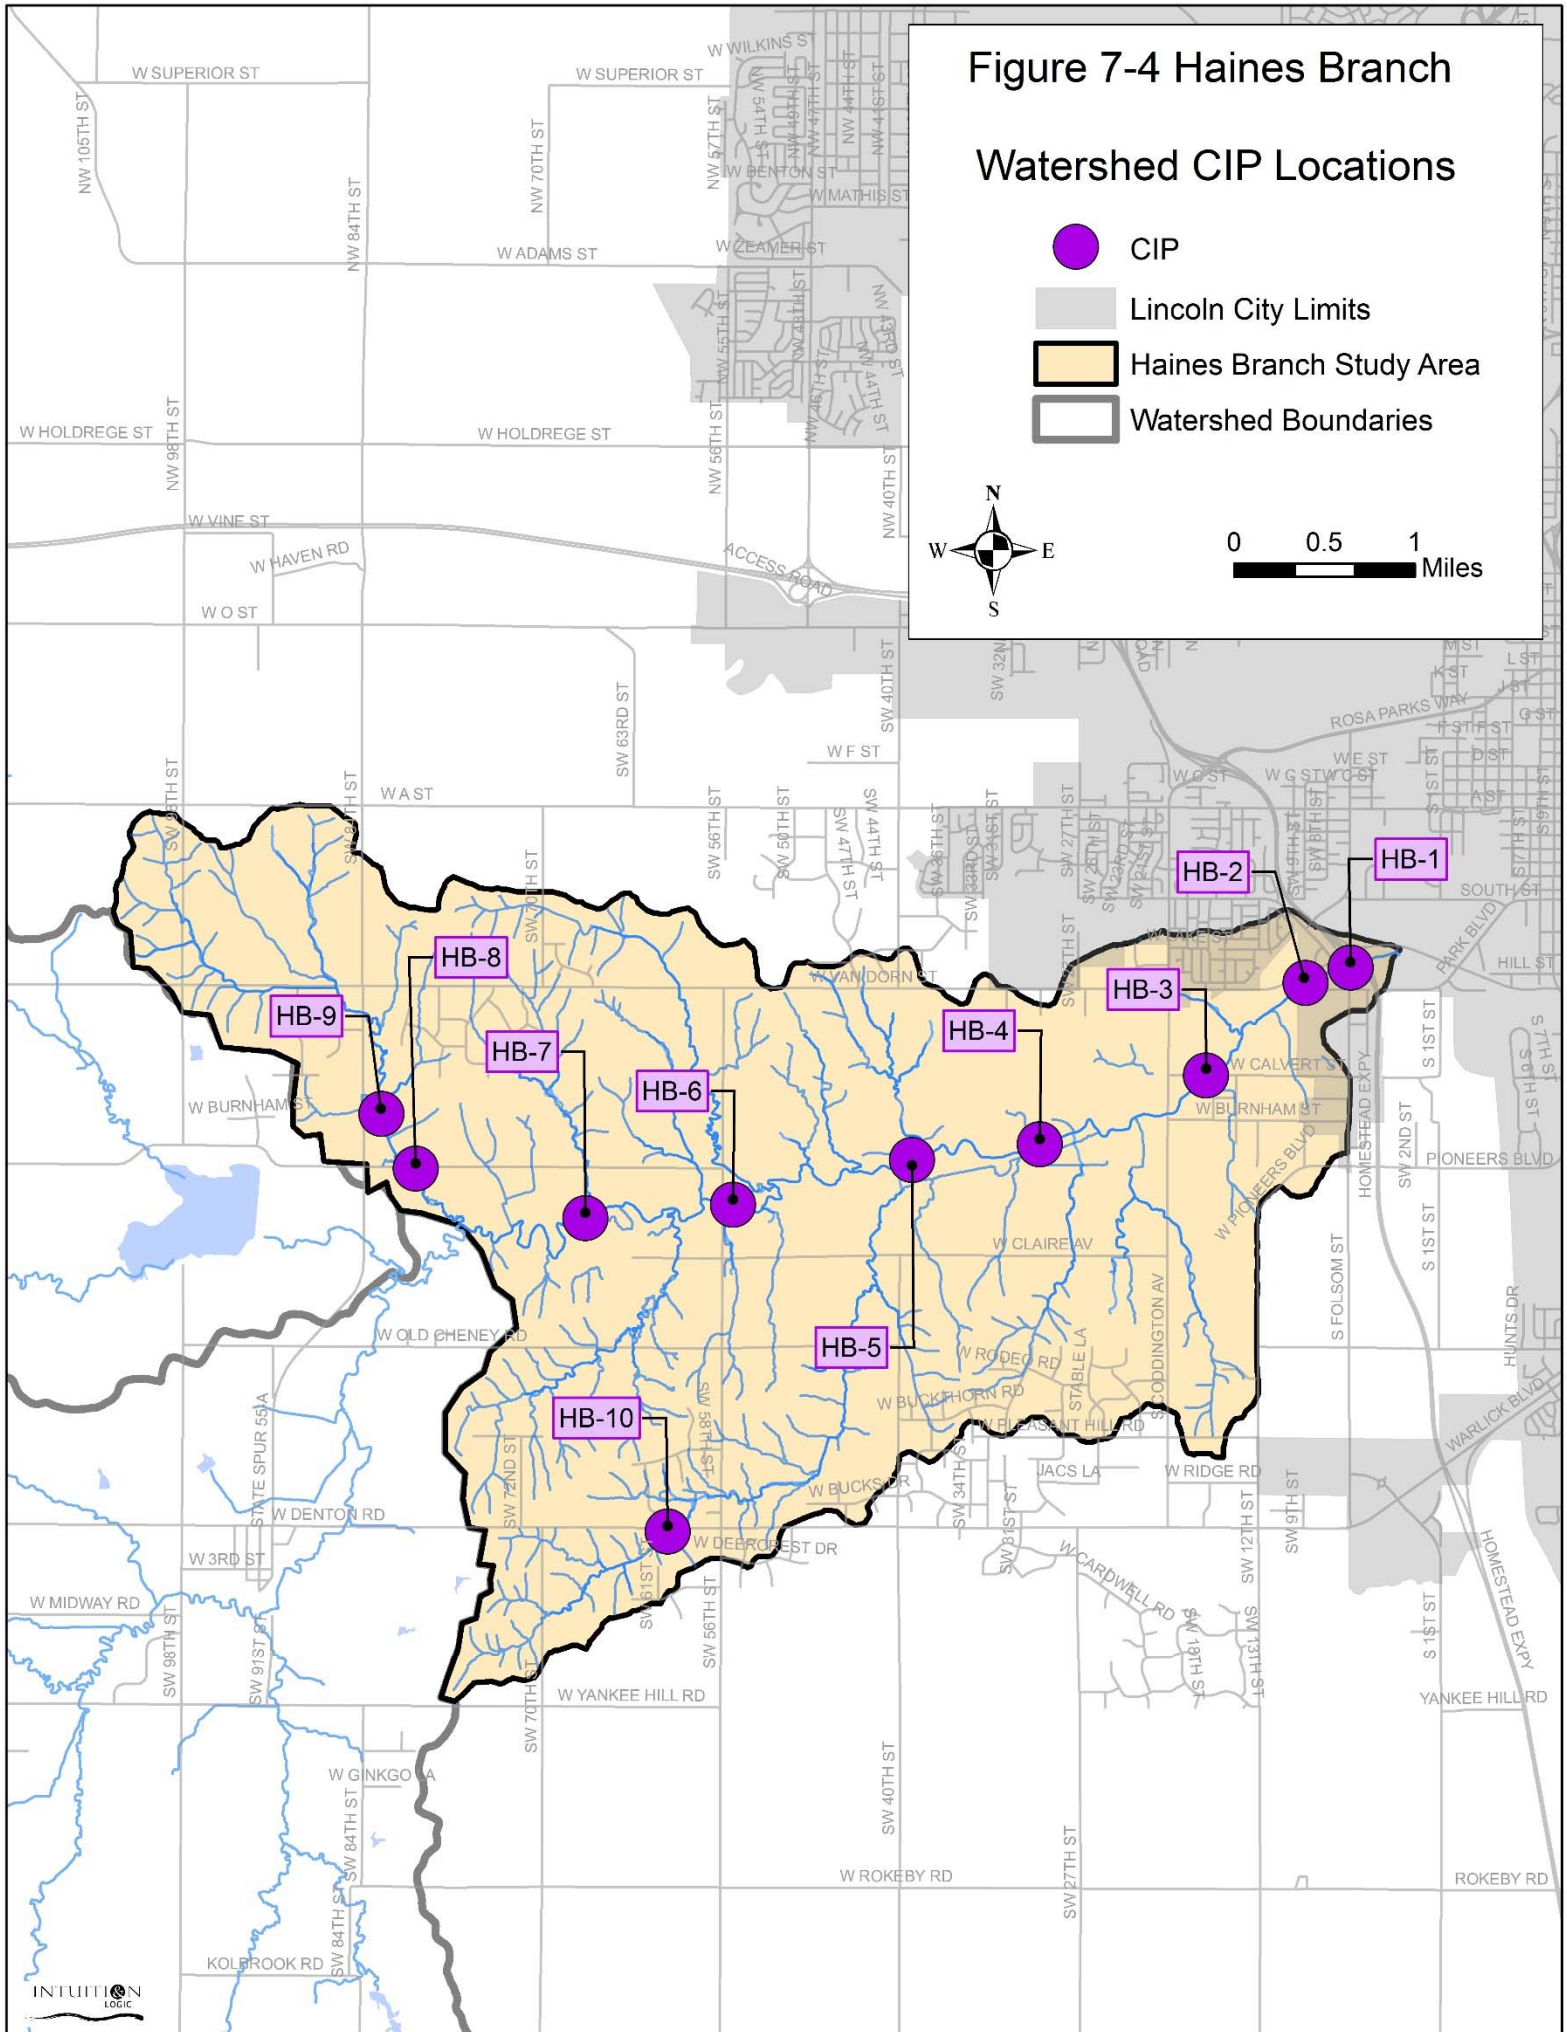 Figure 7-4 Haines Branch
Watershed CIP Locations
CIP
Lincoln City Limits
Haines Branch Study Area
Watershed Boundaries
N
W E
S
0 0.5 1
Miles
W WILKINS ST
W SUPERIOR ST
W SUPERIOR ST
NW 105TH ST
NW 84TH ST
NW 70TH ST
NW 57TH ST
NW 54TH ST
NW 49TH ST
NW 47TH ST
NW 44TH ST
NW 41ST ST
W DENTON ST
W MATHIS ST
W ZEAMER ST
W ADAMS ST
NW 55TH ST
NW 48TH ST
NW 43RD ST
NW 46TH ST
NW 44TH ST
NW 98TH ST
W HOLDREGE ST
W HOLDREGE ST
NW 56TH ST
NW 40TH ST
W VINE ST
W HAVEN RD
ACCESS ROAD
W O ST
SW 63RD ST
SW 40TH ST
SW 32N
OAD
M ST
L ST
K ST
J ST
ROSA PARKS WAY
G ST
F ST F ST
D ST
W F ST
W E ST
W C ST
W C ST W C ST
A ST
S 1ST ST
S 9TH ST
S 7TH ST
W A ST
SW 98TH ST
SW 84TH ST
SW 70TH ST
SW 56TH ST
SW 50TH ST
SW 47TH ST
SW 44TH ST
SW 36TH ST
SW 33RD ST
SW 31ST ST
SW 27TH ST
SW 26TH ST
SW 23RD ST
SW 21ST ST
SW 9TH ST
SW 8TH ST
HB-1
HB-2
SOUTH ST
PARK BLVD
HILL ST
W LAKE ST
SW 27TH ST
W VAN DORN ST
HB-8
HB-3
HB-9
HB-4
HB-7
HB-6
W CALVERT ST
W BURNHAM ST
W BURNHAM ST
W PIONEERS BLVD
HOMESTEAD EXPY
S 1ST ST
SW 2ND ST
S 7TH ST
S 6TH ST
PIONEERS BLVD
W CLAIRE AV
S FOLSOM ST
S 1ST ST
HUNTS DR
W OLD CHENEY RD
HB-5
W RODEO RD
STABLE LA
S CODDINGTON AV
W BUCKTHORN RD
W PLEASANT HILL RD
HB-10
SW 58TH ST
WARLICK BLVD
STATE SPUR 55A
SW 72ND ST
W BUCKS DR
SW 34TH ST
JACS LA
W RIDGE RD
W DENTON RD
SW 31ST ST
SW 12TH ST
SW 9TH ST
W DEERCREST DR
W 3RD ST
W CARDWELL RD
HOMESTEAD EXPY
W MIDWAY RD
SW 98TH ST
SW 91ST ST
SW 61ST ST
SW 56TH ST
SW 18TH ST
SW 13TH ST
S 1ST ST
SW 70TH ST
W YANKEE HILL RD
YANKEE HILL RD
W GINKGO LA
SW 84TH ST
SW 40TH ST
SW 27TH ST
W ROKEBY RD
ROKEBY RD
SW 84TH ST
KOLBROOK RD
INTUITI&N
LOGIC